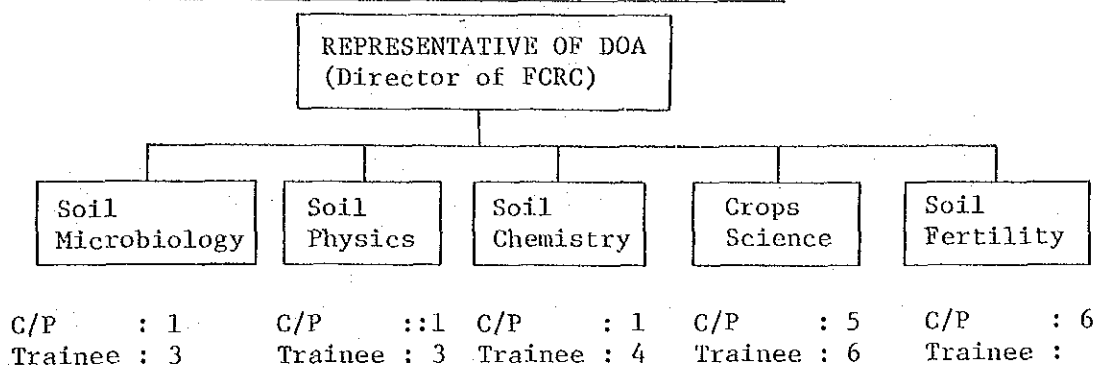 REPRESENTATIVE OF DOA
(Director of FCRC)
Soil Microbiology
Soil Physics
Soil Chemistry
Crops Science
Soil Fertility
C/P : 1
Trainee : 3
C/P ::1
Trainee : 3
C/P : 1
Trainee : 4
C/P : 5
Trainee : 6
C/P : 6
Trainee :